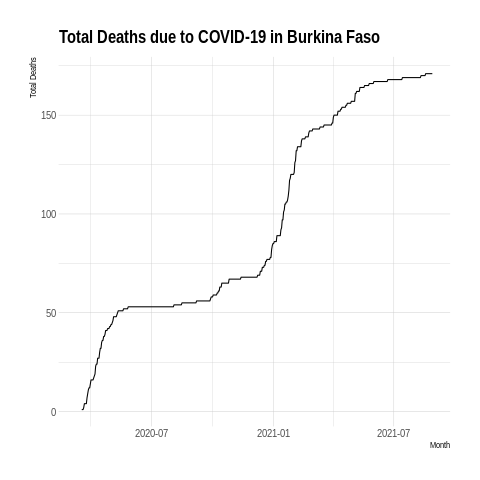 Total Deaths due to COVID-19 in Burkina Faso
Total Deaths
150
100
50
0
2020-07
2021-01
2021-07
Month